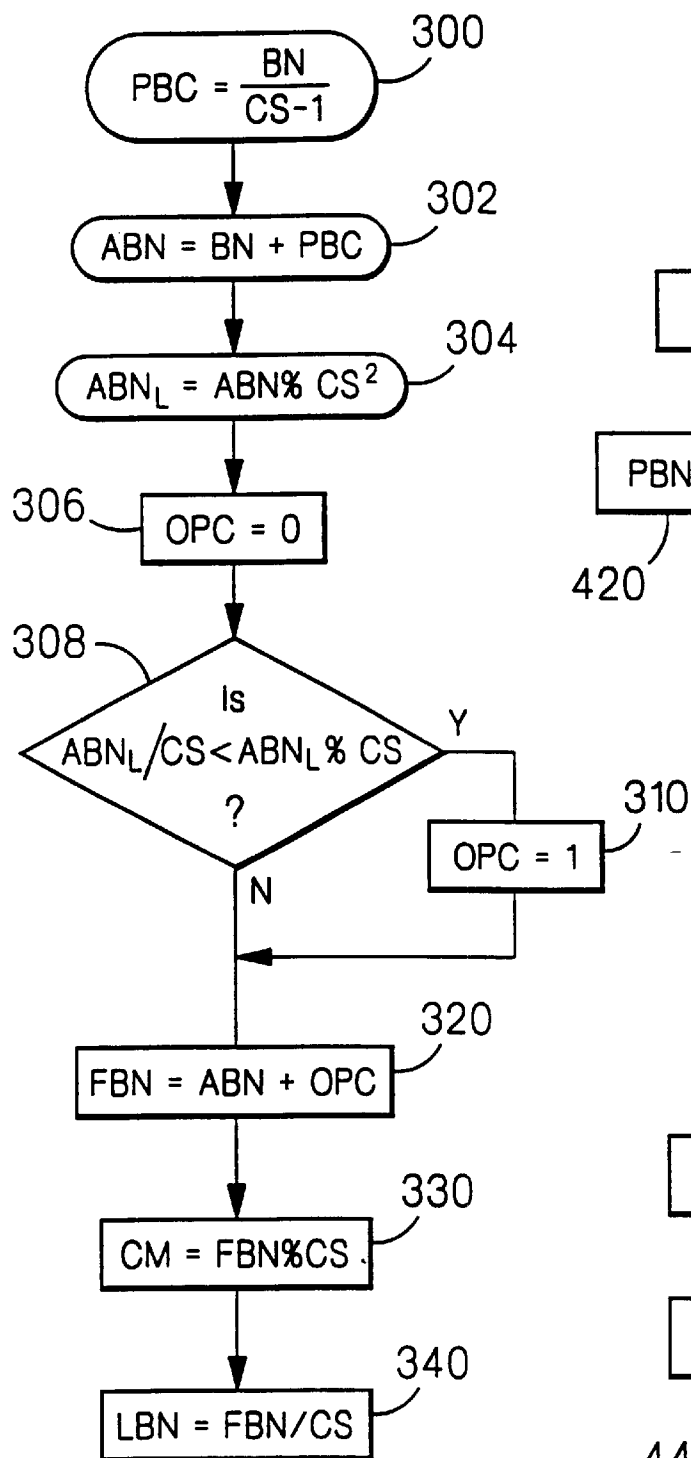 300
PBC = BN
CS-1
302
ABN = BN + PBC
304
ABN_L = ABN% CS²
306
OPC = 0
PBN
420
308
Is
ABN_L/CS<ABN_L% CS
?
Y
310
OPC = 1
N
320
FBN = ABN + OPC
330
CM = FBN%CS
340
LBN = FBN/CS
44